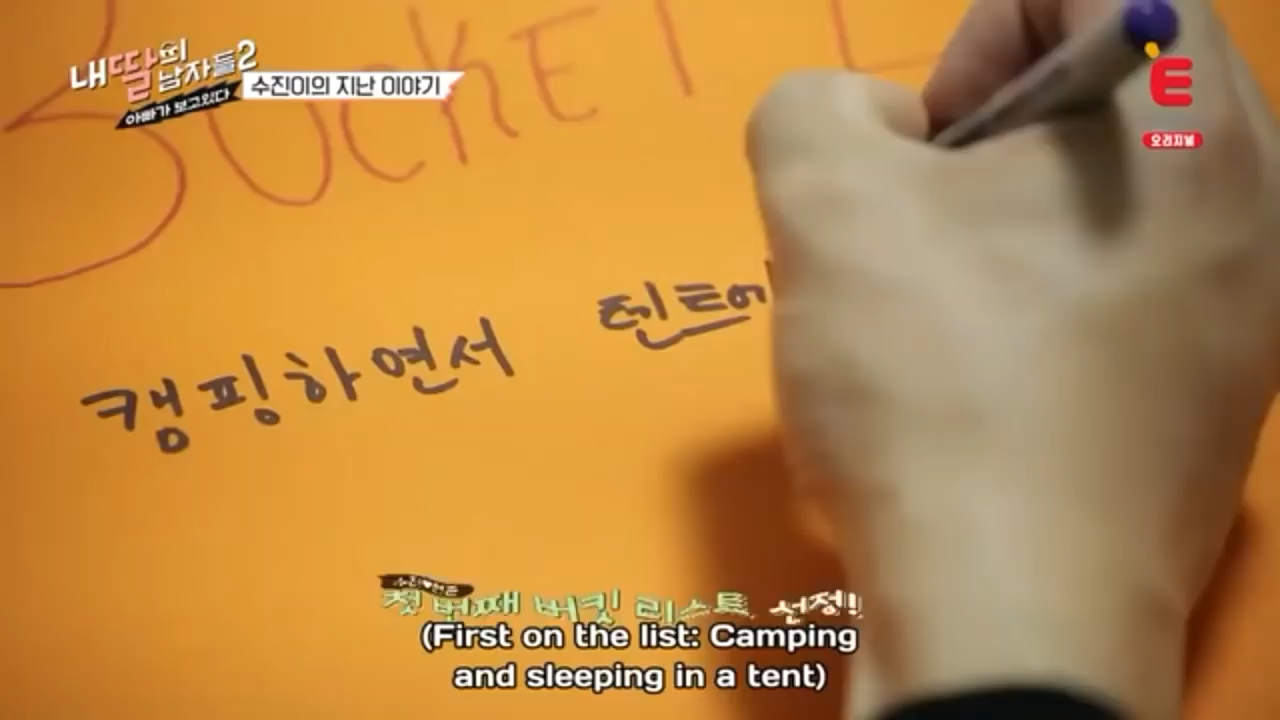 내 딸의 남자들2
아빠가 보고있다
수진이의 지난 이야기
E
오리지널
BUCKET L
캠핑하면서 텐트에
첫 번째 버킷 리스트 선정!
(First on the list: Camping
and sleeping in a tent)